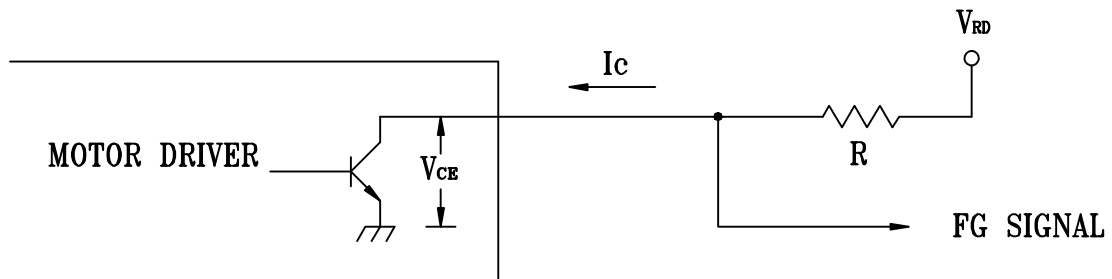 VRD
Ic
MOTOR DRIVER
VCE
R
FG SIGNAL